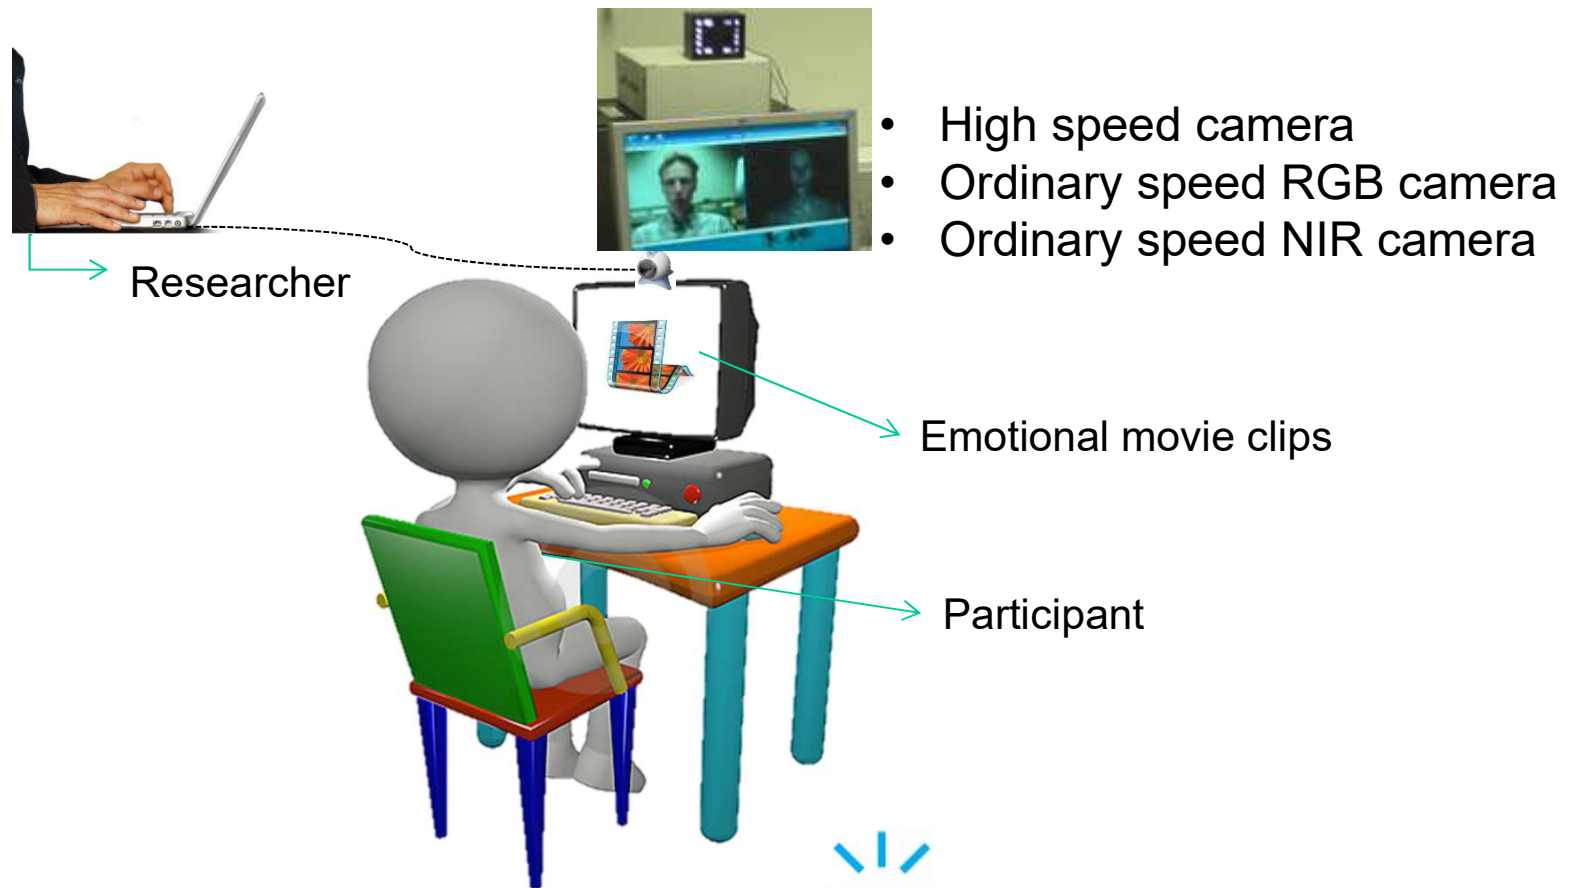 • High speed camera
• Ordinary speed RGB camera
• Ordinary speed NIR camera
Researcher
Emotional movie clips
Participant